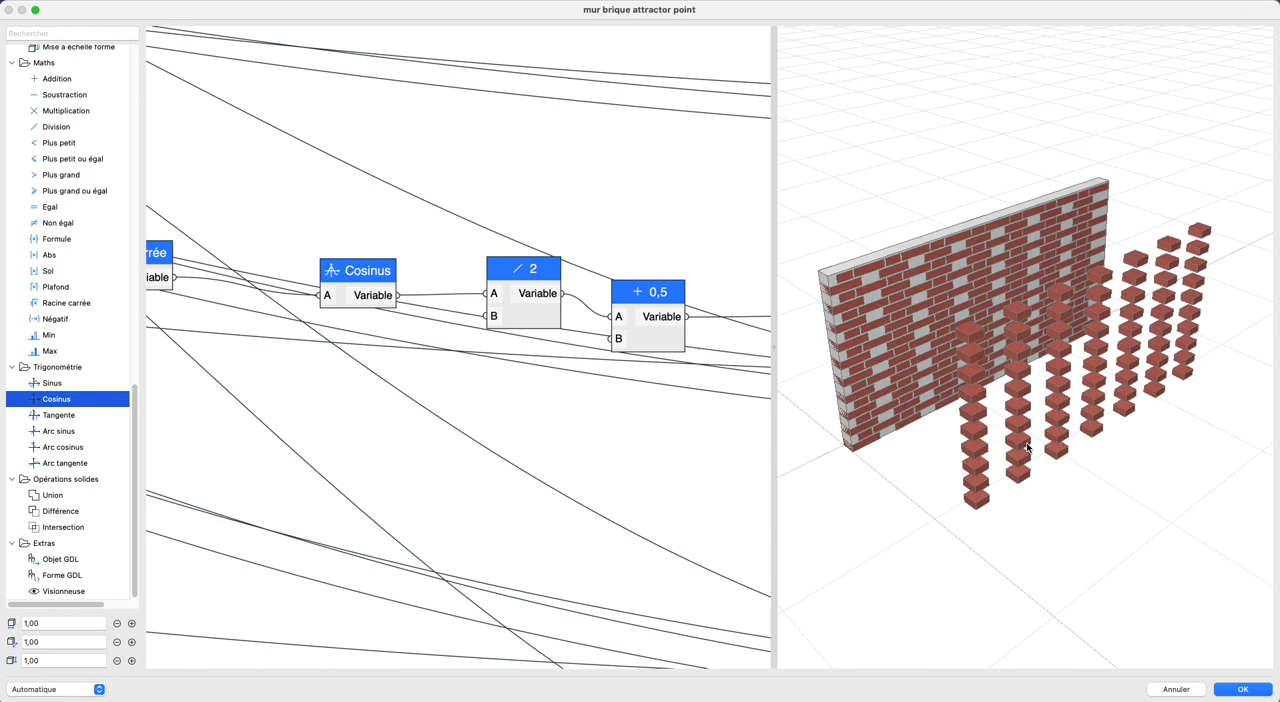 mur brique attractor point
Rechercher
Mise à échelle forme
Maths
Addition
Soustraction
Multiplication
Division
Plus petit
Plus petit ou égal
Plus grand
Plus grand ou égal
Egal
Non égal
Formule
Abs
Sol
Plafond
Racine carrée
Négatif
Min
Max
Trigonométrie
Sinus
Cosinus
Tangente
Arc sinus
Arc cosinus
Arc tangente
Opérations solides
Union
Différence
Intersection
Extras
Objet GDL
Forme GDL
Visionneuse
1,00
1,00
1,00
Automatique
rrée
iable
Cosinus
A Variable
/ 2
A Variable
B
+ 0,5
A Variable
B
Annuler
OK